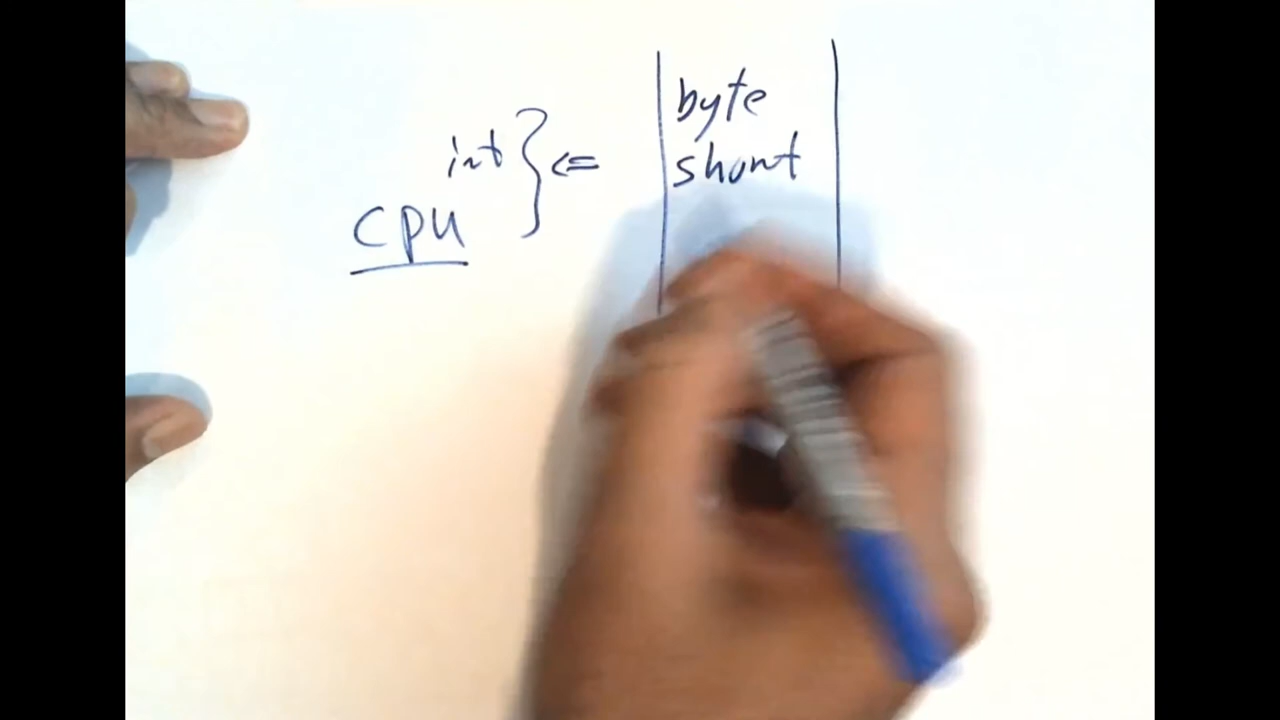 byte
int } <= short
CPU